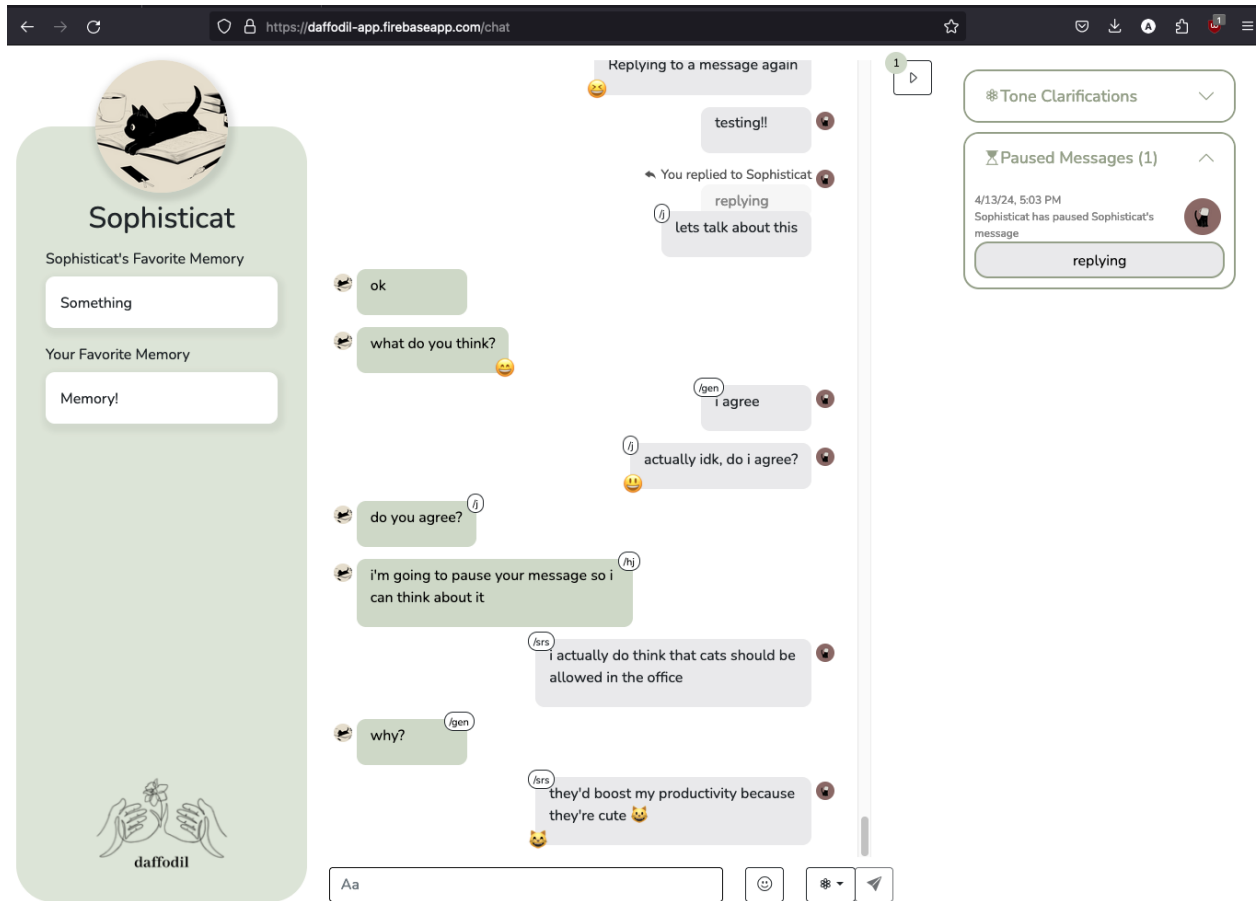 https://daffodil-app.firebaseapp.com/chat
A
1
Sophisticat
Sophisticat's Favorite Memory
Something
Your Favorite Memory
Memory!
daffodil
Replying to a message again
testing!!
You replied to Sophisticat
replying
/j
lets talk about this
ok
what do you think?
/gen
i agree
/j
actually idk, do i agree?
/j
do you agree?
/hj
i'm going to pause your message so i
can think about it
/srs
i actually do think that cats should be
allowed in the office
/gen
why?
/srs
they'd boost my productivity because
they're cute 😺
Aa
1
Tone Clarifications
Paused Messages (1)
4/13/24, 5:03 PM
Sophisticat has paused Sophisticat's
message
replying